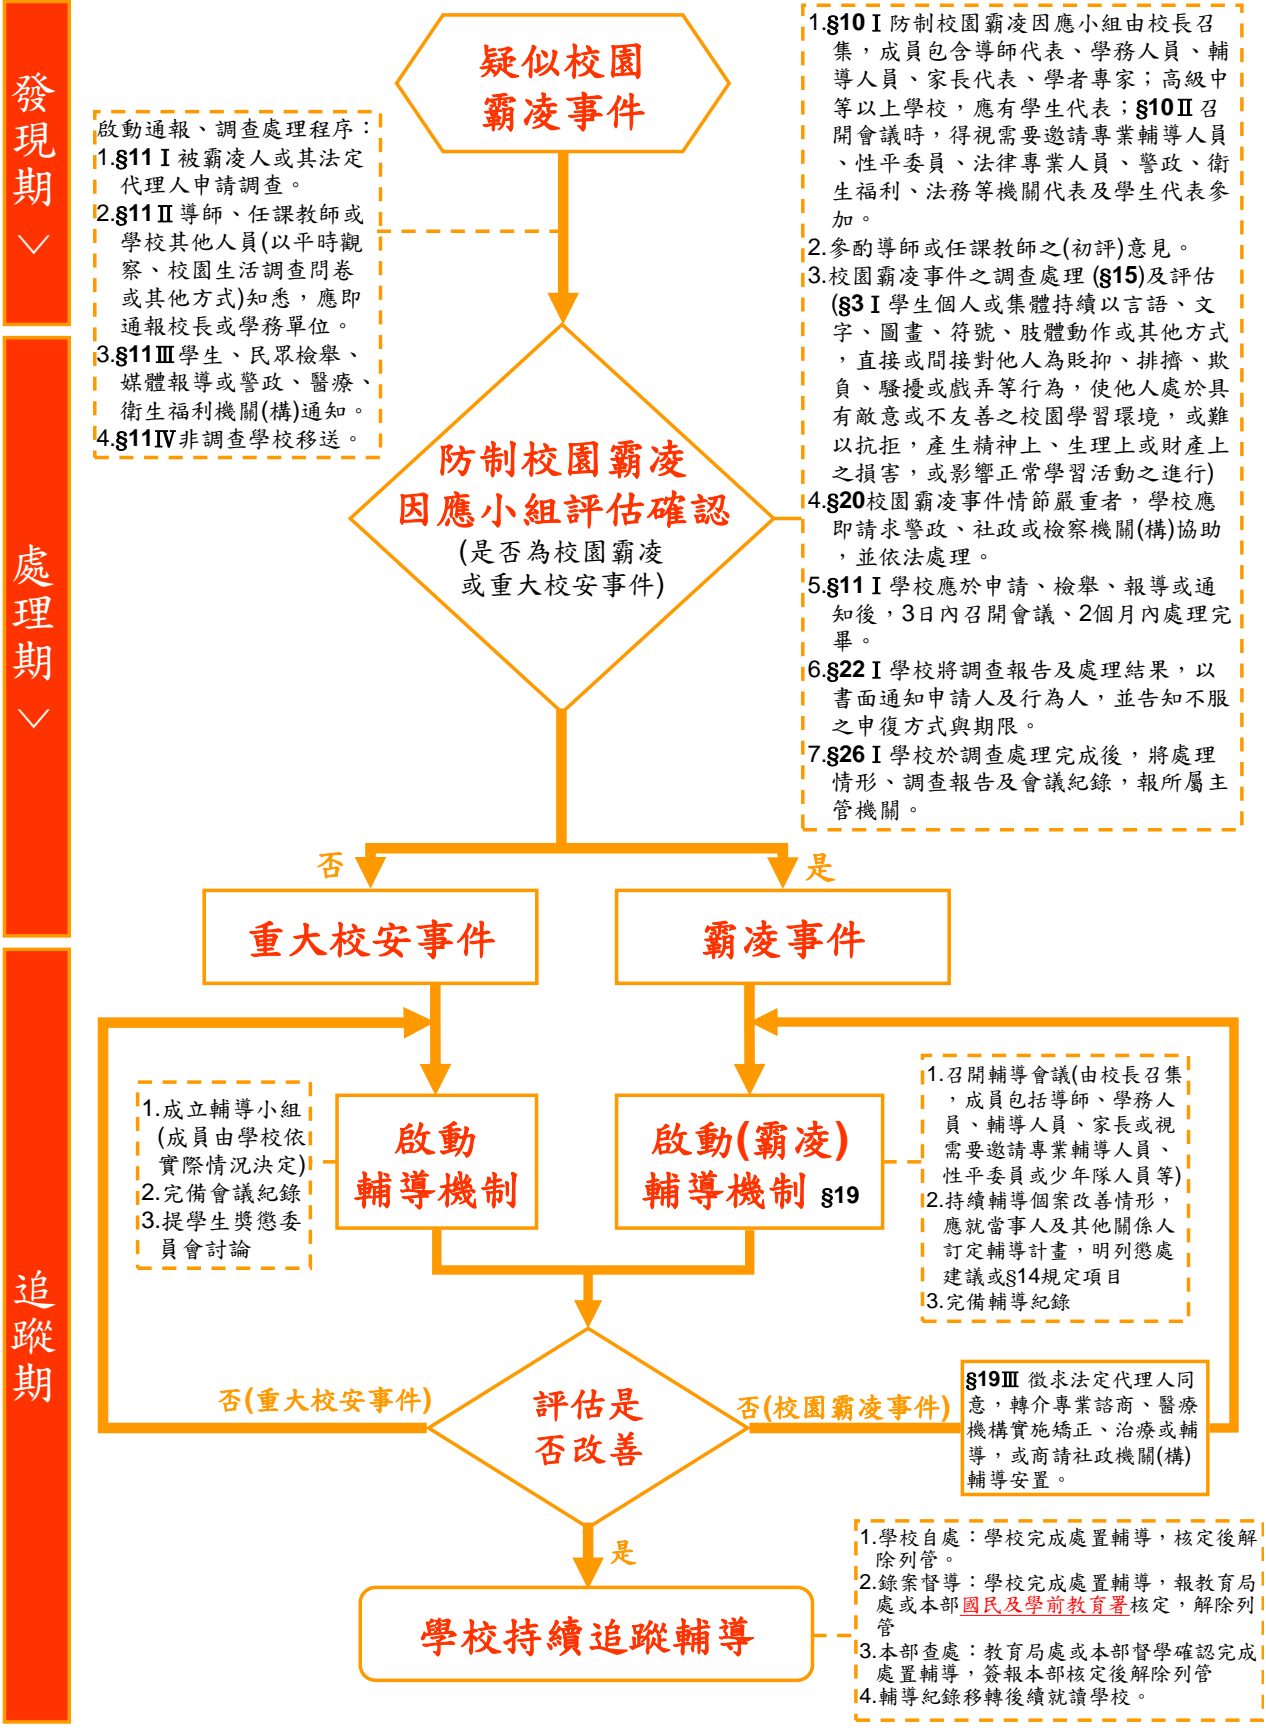 發現期
處理期
追蹤期
疑似校園
霸凌事件
啟動通報、調查處理程序：
1.§11Ⅰ被霸凌人或其法定
代理人申請調查。
2.§11Ⅱ導師、任課教師或
學校其他人員(以平時觀
察、校園生活調查問卷
或其他方式)知悉，應即
通報校長或學務單位。
3.§11Ⅲ學生、民眾檢舉、
媒體報導或警政、醫療、
衛生福利機關(構)通知。
4.§11Ⅳ非調查學校移送。
1.§10Ⅰ防制校園霸凌因應小組由校長召
集，成員包含導師代表、學務人員、輔
導人員、家長代表、學者專家；高級中
等以上學校，應有學生代表；§10Ⅱ召
開會議時，得視需要邀請專業輔導人員
、性平委員、法律專業人員、警政、衛
生福利、法務等機關代表及學生代表參
加。
2.參酌導師或任課教師之(初評)意見。
3.校園霸凌事件之調查處理 (§15)及評估
(§3Ⅰ學生個人或集體持續以言語、文
字、圖畫、符號、肢體動作或其他方式
，直接或間接對他人為貶抑、排擠、欺
負、騷擾或戲弄等行為，使他人處於具
有敵意或不友善之校園學習環境，或難
以抗拒，產生精神上、生理上或財產上
之損害，或影響正常學習活動之進行)
4.§20校園霸凌事件情節嚴重者，學校應
即請求警政、社政或檢察機關(構)協助
，並依法處理。
5.§11Ⅰ學校應於申請、檢舉、報導或通
知後，3日內召開會議、2個月內處理完
畢。
6.§22Ⅰ學校將調查報告及處理結果，以
書面通知申請人及行為人，並告知不服
之申復方式與期限。
7.§26Ⅰ學校於調查處理完成後，將處理
情形、調查報告及會議紀錄，報所屬主
管機關。
防制校園霸凌
因應小組評估確認
(是否為校園霸凌
或重大校安事件)
否
是
重大校安事件
霸凌事件
1.成立輔導小組
(成員由學校依
實際情況決定)
2.完備會議紀錄
3.提學生獎懲委
員會討論
啟動
輔導機制
啟動(霸凌)
輔導機制 §19
1.召開輔導會議(由校長召集
，成員包括導師、學務人
員、輔導人員、家長或視
需要邀請專業輔導人員、
性平委員或少年隊人員等)
2.持續輔導個案改善情形，
應就當事人及其他關係人
訂定輔導計畫，明列懲處
建議或§14規定項目
3.完備輔導紀錄
否(重大校安事件)
評估是
否改善
否(校園霸凌事件)
§19Ⅲ 徵求法定代理人同
意，轉介專業諮商、醫療
機構實施矯正、治療或輔
導，或商請社政機關(構)
輔導安置。
是
學校持續追蹤輔導
1.學校自處：學校完成處置輔導，核定後解
除列管。
2.錄案督導：學校完成處置輔導，報教育局
處或本部國民及學前教育署核定，解除列
管
3.本部查處：教育局處或本部督學確認完成
處置輔導，簽報本部核定後解除列管
4.輔導紀錄移轉後續就讀學校。